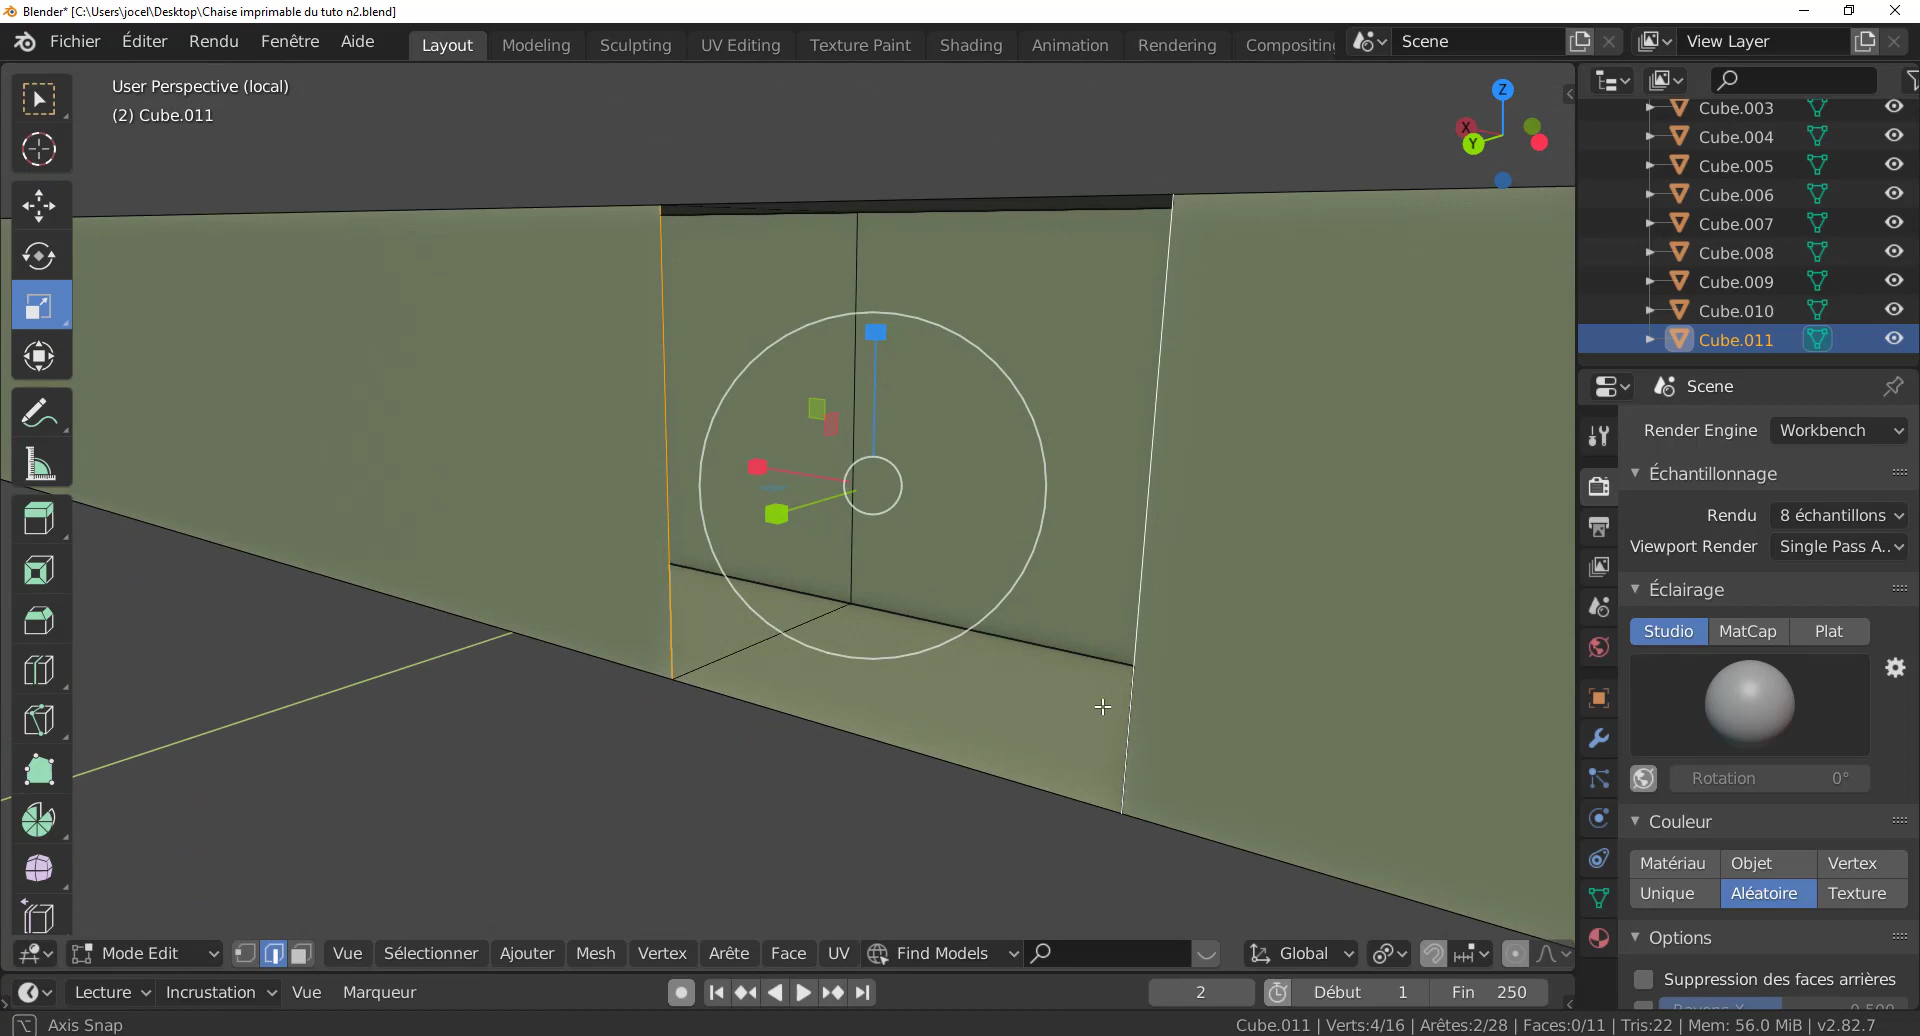 Blender* [C:\Users\jocel\Desktop\Chaise imprimable du tuto n2.blend]
Fichier Éditer Rendu Fenêtre Aide Layout Modeling Sculpting UV Editing Texture Paint Shading Animation Rendering Compositing Scene View Layer
User Perspective (local)
(2) Cube.011
Z
X
Y
Cube.003
Cube.004
Cube.005
Cube.006
Cube.007
Cube.008
Cube.009
Cube.010
Cube.011
Scene
Render Engine Workbench
Échantillonnage
Rendu 8 échantillons
Viewport Render Single Pass A..
Éclairage
Studio MatCap Plat
Rotation 0°
Couleur
Matériau Objet Vertex
Unique Aléatoire Texture
Options
Suppression des faces arrières
Rayons X 0.500
Mode Edit Vue Sélectionner Ajouter Mesh Vertex Arête Face UV Find Models Global
Lecture Incrustation Vue Marqueur 2 Début 1 Fin 250
Axis Snap
Cube.011 | Verts:4/16 | Arêtes:2/28 | Faces:0/11 | Tris:22 | Mem: 56.0 MiB | v2.82.7